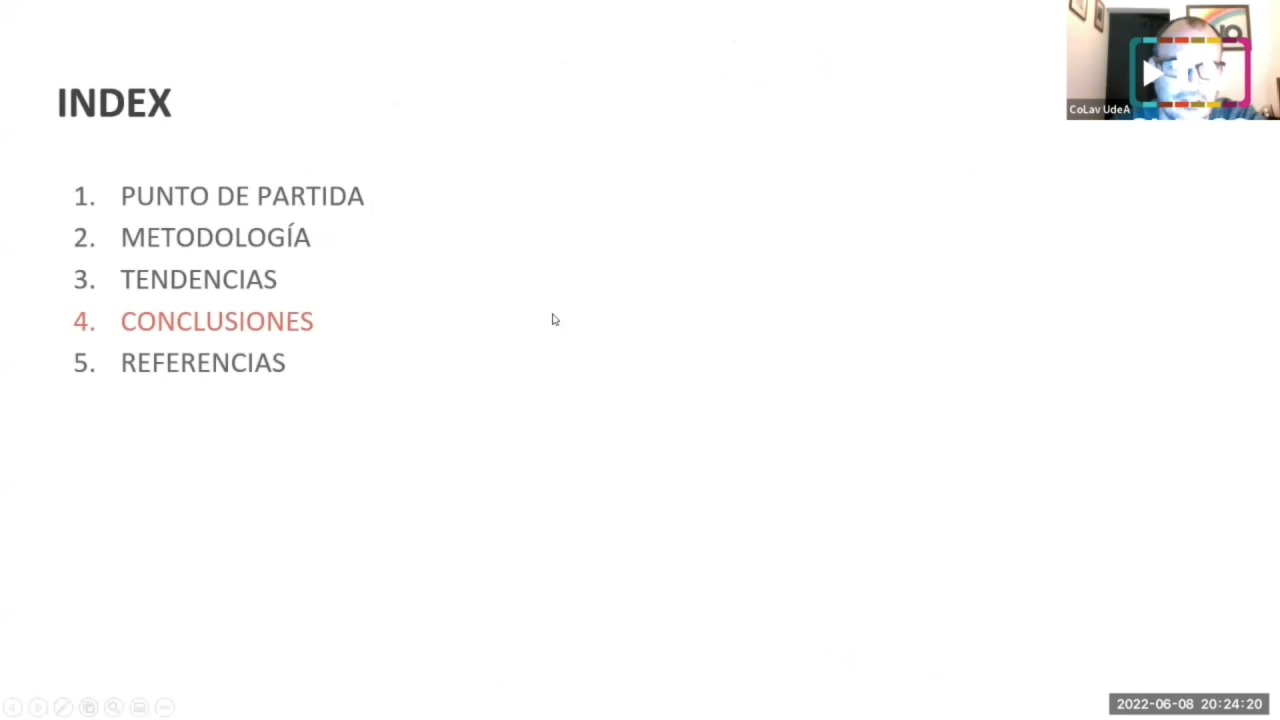 INDEX
1. PUNTO DE PARTIDA
2. METODOLOGÍA
3. TENDENCIAS
4. CONCLUSIONES
5. REFERENCIAS
CoLav UdeA
2022-06-08 20:24:20